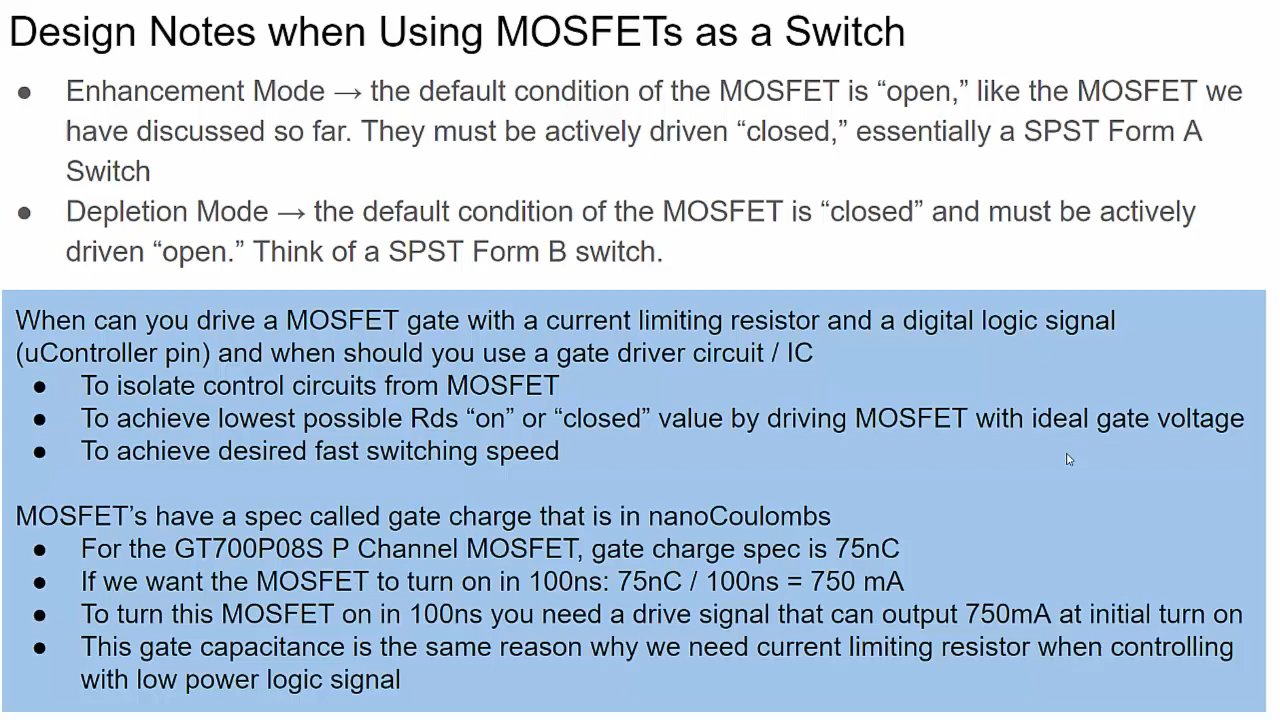 Design Notes when Using MOSFETs as a Switch
● Enhancement Mode → the default condition of the MOSFET is “open,” like the MOSFET we
have discussed so far. They must be actively driven “closed,” essentially a SPST Form A
Switch
● Depletion Mode → the default condition of the MOSFET is “closed” and must be actively
driven “open.” Think of a SPST Form B switch.
When can you drive a MOSFET gate with a current limiting resistor and a digital logic signal
(uController pin) and when should you use a gate driver circuit / IC
● To isolate control circuits from MOSFET
● To achieve lowest possible Rds “on” or “closed” value by driving MOSFET with ideal gate voltage
● To achieve desired fast switching speed
MOSFET’s have a spec called gate charge that is in nanoCoulombs
● For the GT700P08S P Channel MOSFET, gate charge spec is 75nC
● If we want the MOSFET to turn on in 100ns: 75nC / 100ns = 750 mA
● To turn this MOSFET on in 100ns you need a drive signal that can output 750mA at initial turn on
● This gate capacitance is the same reason why we need current limiting resistor when controlling
with low power logic signal